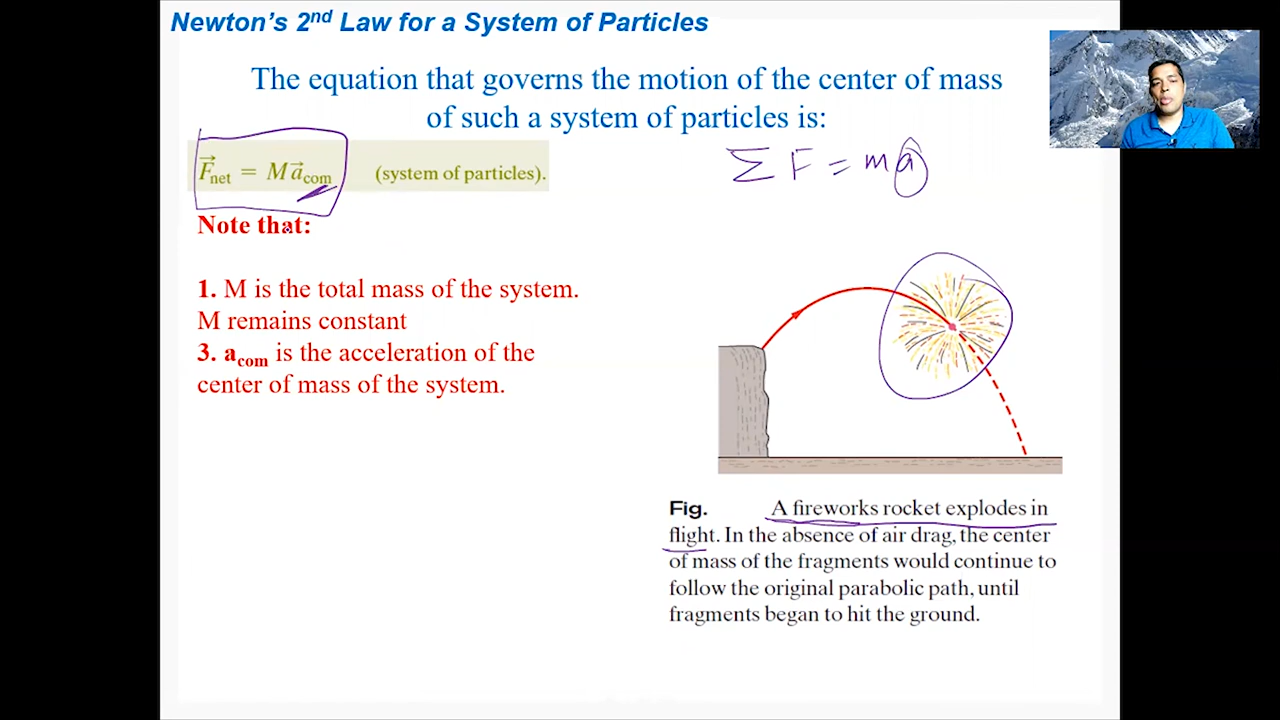 Newton's 2nd Law for a System of Particles
The equation that governs the motion of the center of mass
of such a system of particles is:
F⃗net = Ma⃗com (system of particles).
Σ F = mâ
Note that:
1. M is the total mass of the system.
M remains constant
3. acom is the acceleration of the
center of mass of the system.
Fig. A fireworks rocket explodes in
flight. In the absence of air drag, the center
of mass of the fragments would continue to
follow the original parabolic path, until
fragments began to hit the ground.